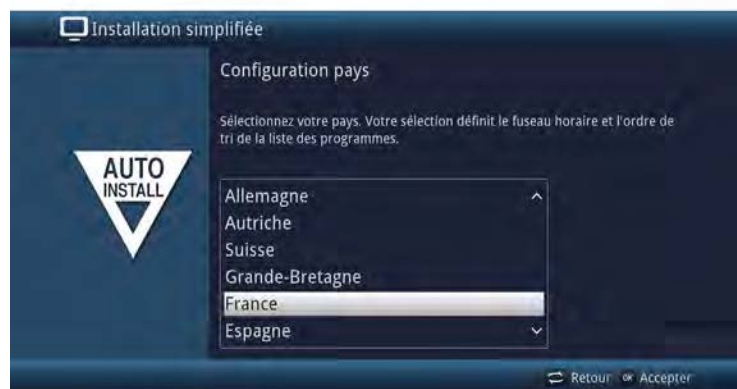 Installation simplifiée
Configuration pays
Sélectionnez votre pays. Votre sélection définit le fuseau horaire et l'ordre de
tri de la liste des programmes.
AUTO
INSTALL
Allemagne
Autriche
Suisse
Grande-Bretagne
France
Espagne
Retour OK Accepter